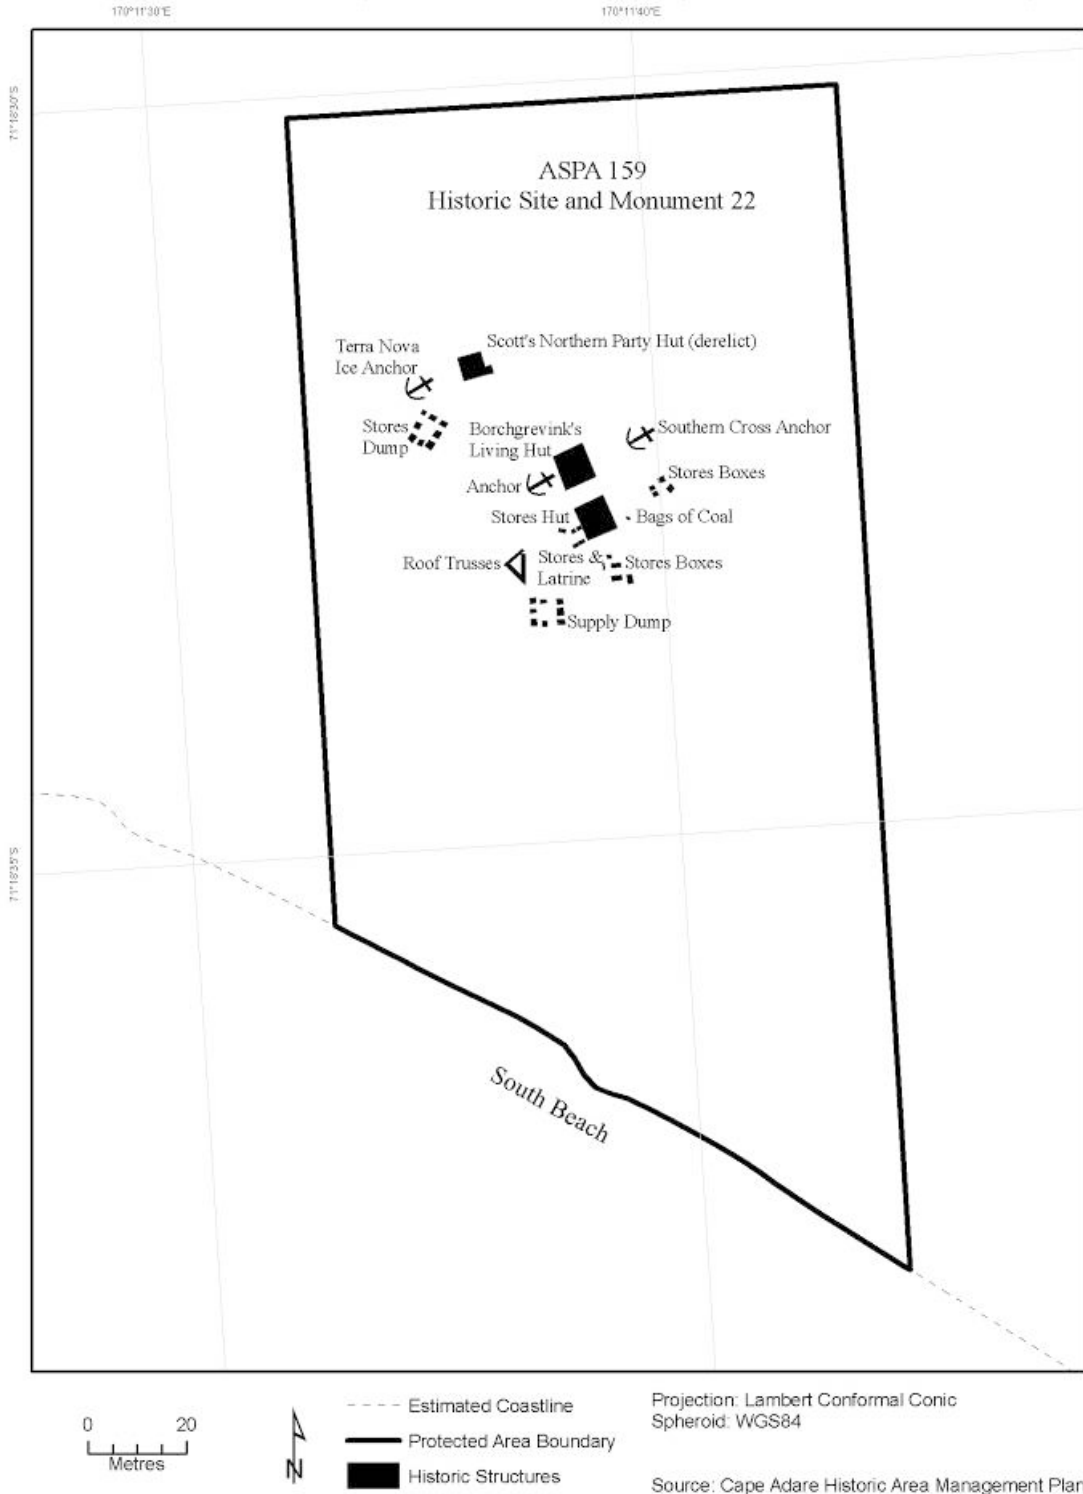 170°11'30"E
170°11'40"E
71°18'30"S
ASPA 159
Historic Site and Monument 22
Scott's Northern Party Hut (derelict)
Terra Nova
Ice Anchor
Stores
Dump
Borchgrevink's
Living Hut
Southern Cross Anchor
Anchor
Stores Boxes
Stores Hut
Bags of Coal
Roof Trusses
Stores &
Latrine
Stores Boxes
Supply Dump
71°18'35"S
South Beach
0 20
Metres
N
Estimated Coastline
Protected Area Boundary
Historic Structures
Projection: Lambert Conformal Conic
Spheroid: WGS84
Source: Cape Adare Historic Area Management Plan